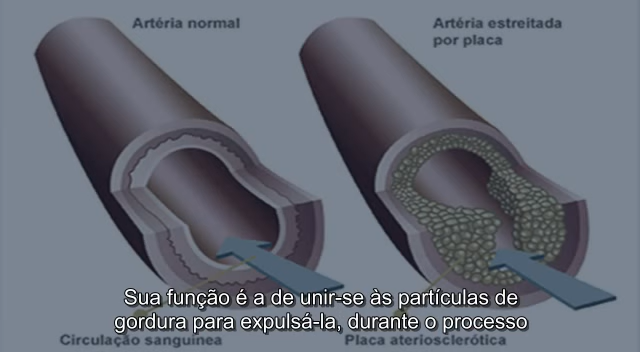 Artéria normal
Artéria estreitada
por placa
Sua função é a de unir-se às partículas de
gordura para expulsá-la, durante o processo
Circulação sanguínea
Placa ateriosclerótica